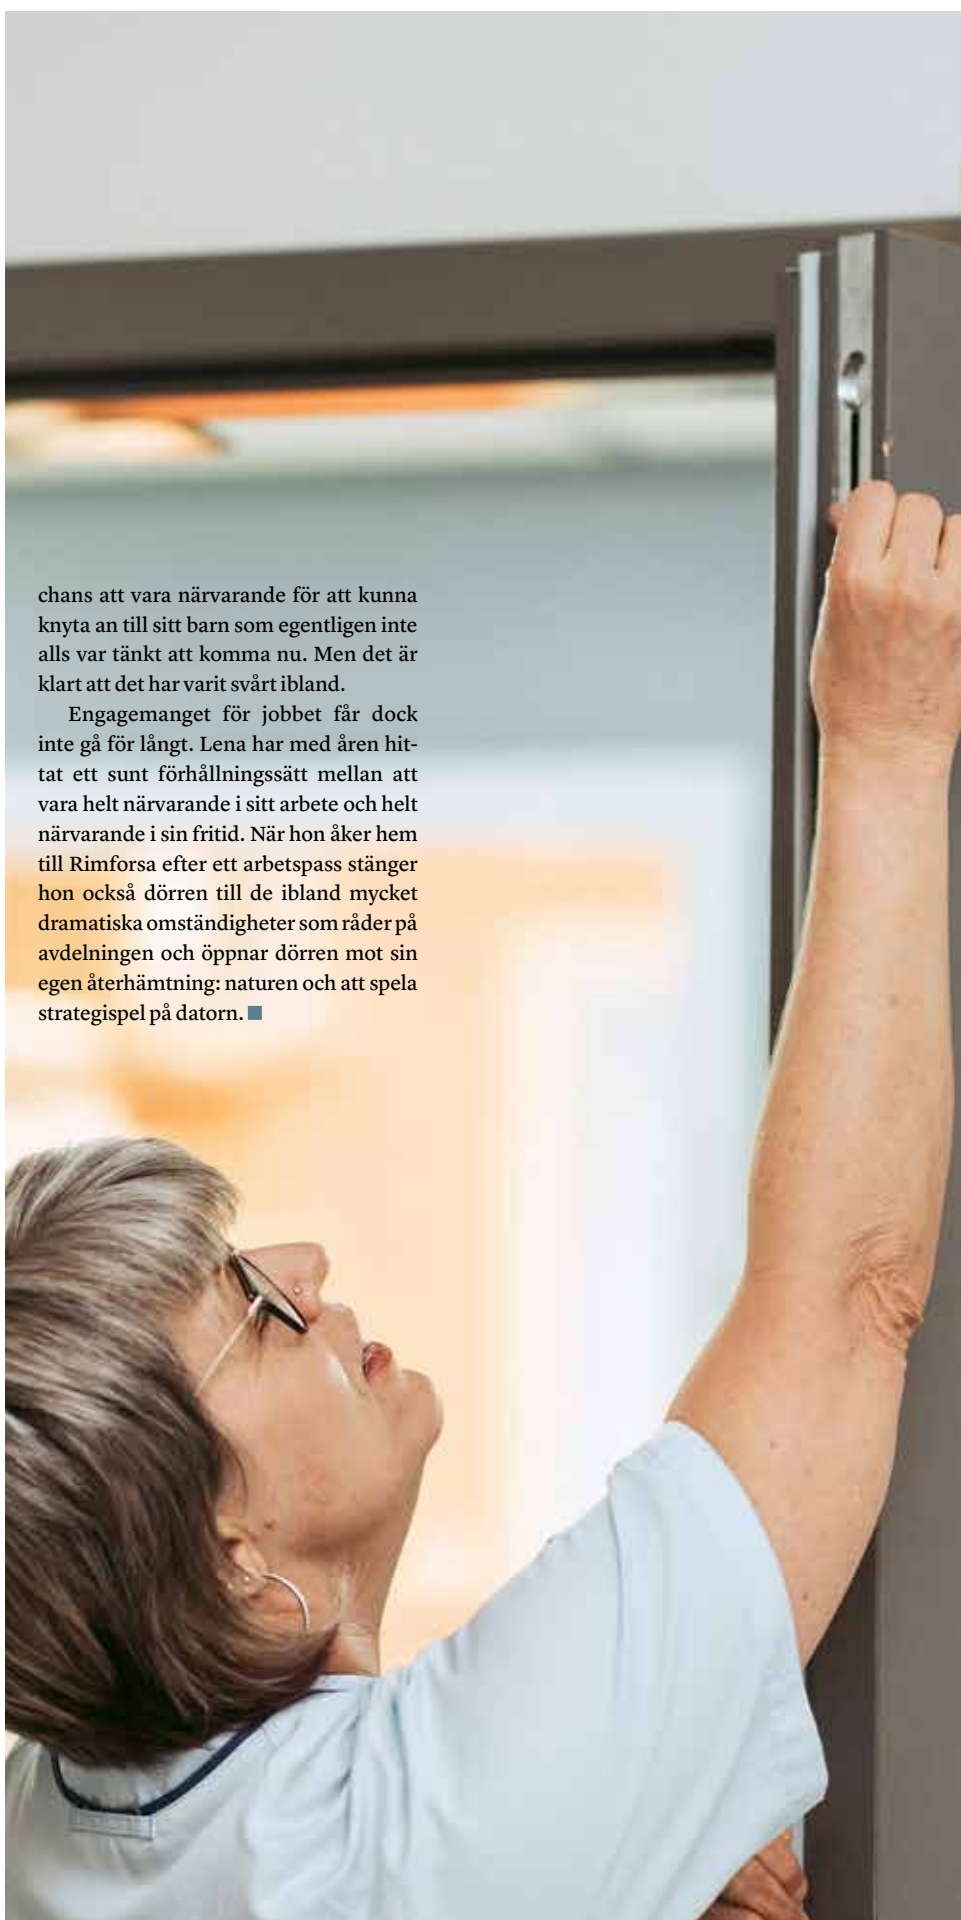 chans att vara närvarande för att kunna
knyta an till sitt barn som egentligen inte
alls var tänkt att komma nu. Men det är
klart att det har varit svårt ibland.
Engagemanget för jobbet får dock
inte gå för långt. Lena har med åren hit-
tat ett sunt förhållningssätt mellan att
vara helt närvarande i sitt arbete och helt
närvarande i sin fritid. När hon åker hem
till Rimforsa efter ett arbetspass stänger
hon också dörren till de ibland mycket
dramatiska omständigheter som råder på
avdelningen och öppnar dörren mot sin
egen återhämtning: naturen och att spela
strategispel på datorn. ■